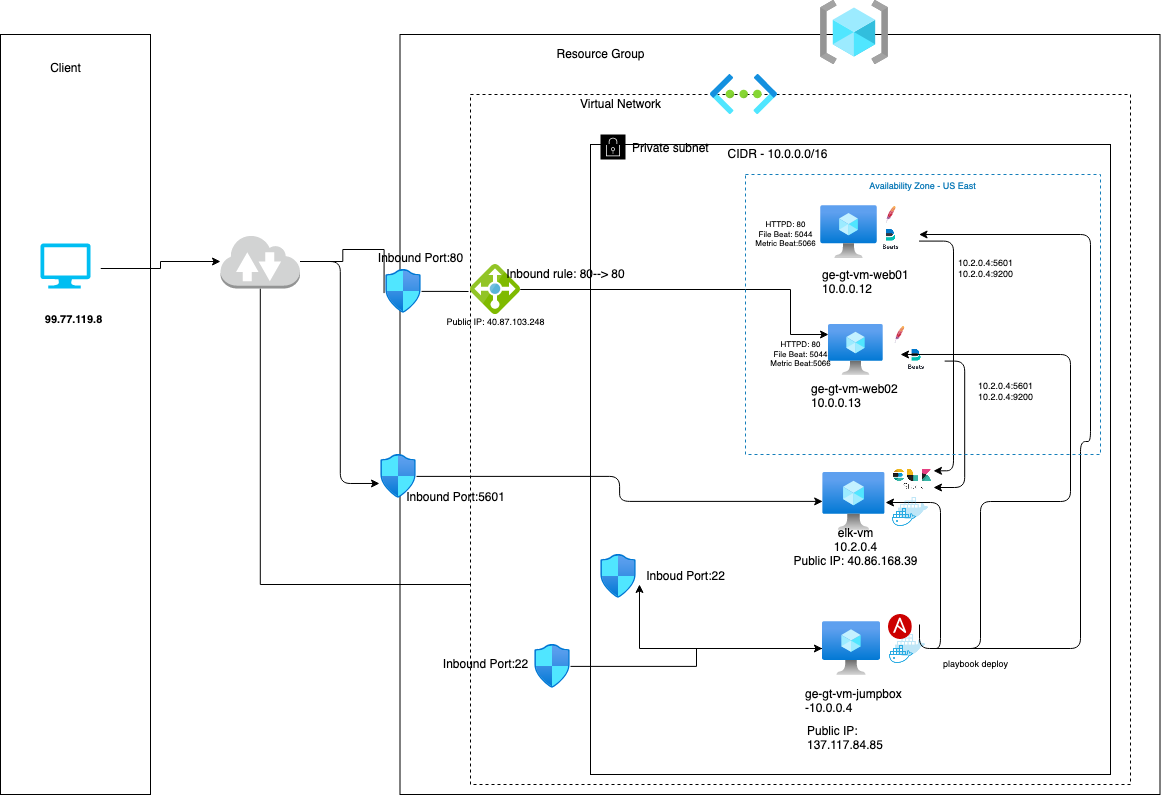 Client
Resource Group
Virtual Network
Private subnet
CIDR - 10.0.0.0/16
Availability Zone - US East
HTTPD: 80
File Beat: 5044
Metric Beat:5066
Beats
ge-gt-vm-web01
10.0.0.12
10.2.0.4:5601
10.2.0.4:9200
Inbound Port:80
Inbound rule: 80--> 80
Public IP: 40.87.103.248
99.77.119.8
HTTPD: 80
File Beat: 5044
Metric Beat:5066
Beats
ge-gt-vm-web02
10.0.0.13
10.2.0.4:5601
10.2.0.4:9200
Inbound Port:5601
elk-vm
10.2.0.4
Public IP: 40.86.168.39
Inboud Port:22
Inbound Port:22
playbook deploy
ge-gt-vm-jumpbox
-10.0.0.4
Public IP:
137.117.84.85